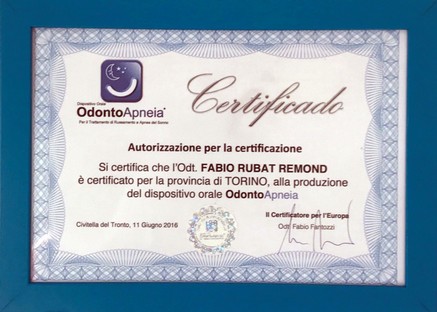 Certificado
Dispositivo Orale
OdontoApneia
Per il Trattamento di Russamento e Apnea del Sonno
Autorizzazione per la certificazione
Si certifica che l'Odt. FABIO RUBAT REMOND
è certificato per la provincia di TORINO, alla produzione
del dispositivo orale OdontoApneia
Civitella del Tronto, 11 Giugno 2016
Il Certificatore per l'Europa
Odt. Fabio Fantozzi